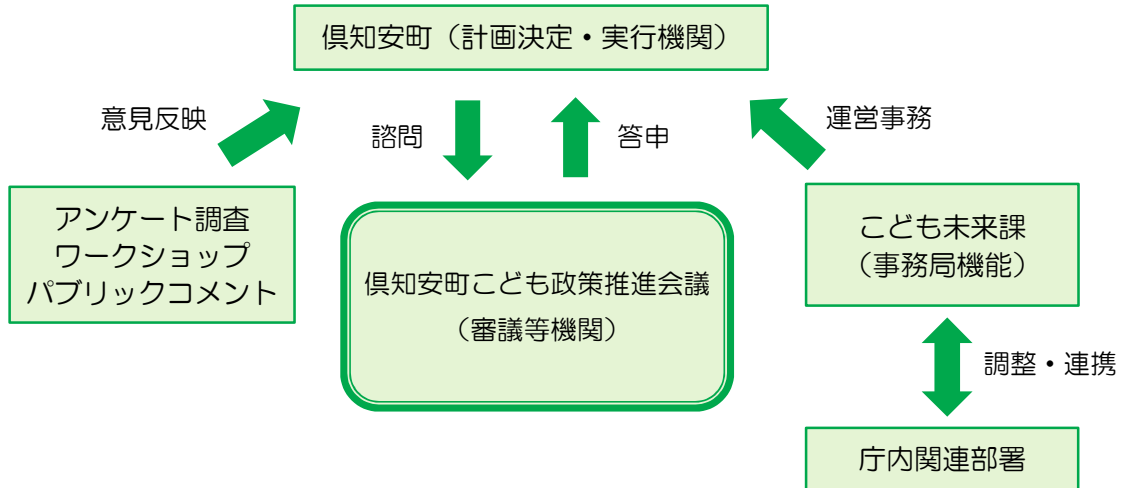 倶知安町（計画決定・実行機関）
意見反映
諮問
答申
運営事務
アンケート調査
ワークショップ
パブリックコメント
倶知安町こども政策推進会議
（審議等機関）
こども未来課
（事務局機能）
調整・連携
庁内関連部署